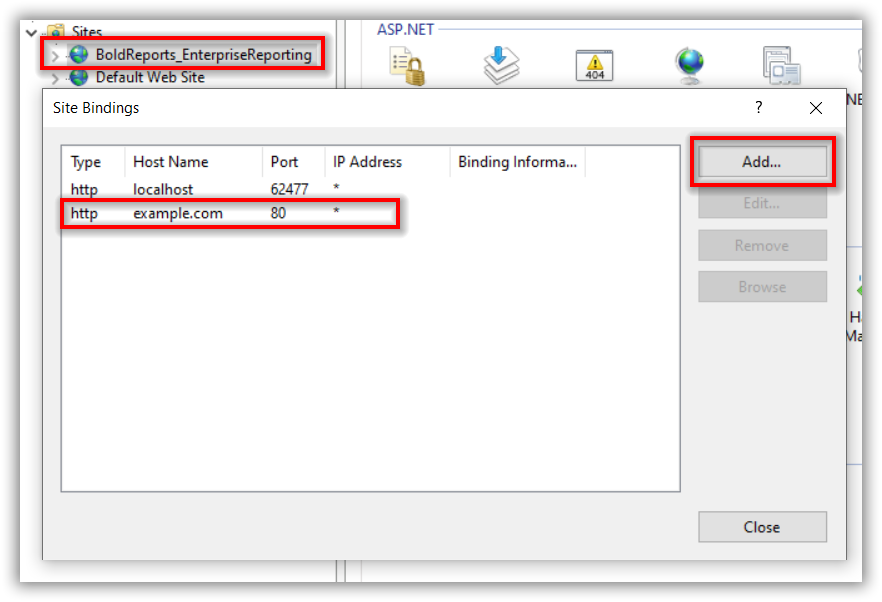 Sites
ASP.NET
BoldReports_EnterpriseReporting
Default Web Site
404
Site Bindings
?
Type Host Name Port IP Address Binding Informa...
http localhost 62477 *
http example.com 80 *
Add...
Edit...
Remove
Browse
Close
NE
Ha
Ma